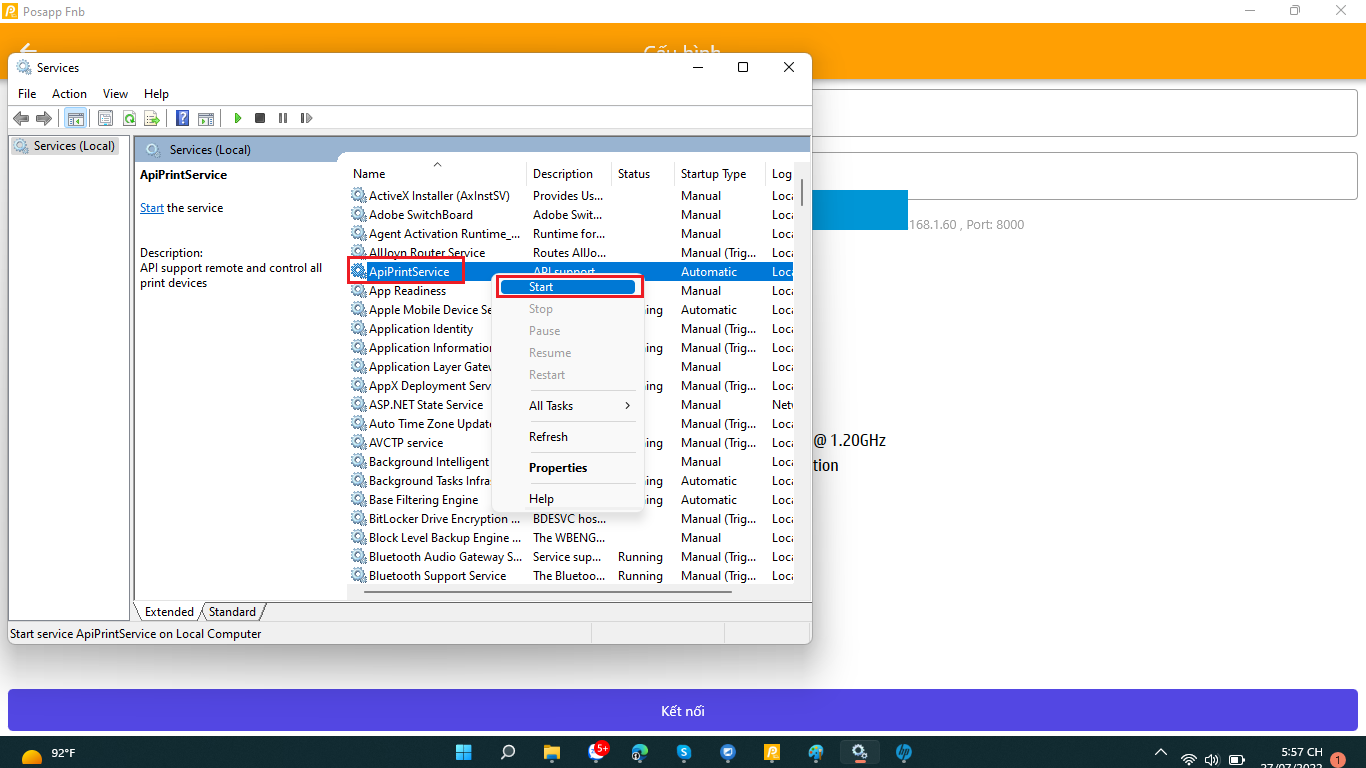 Posapp Fnb
Cấu hình
Services
File Action View Help
Services (Local)
Services (Local)
ApiPrintService
Start the service
Description:
API support remote and control all
print devices
Name Description Status Startup Type Log
ActiveX Installer (AxInstSV) Provides Us... Manual Loca
Adobe SwitchBoard Adobe Swit... Manual Loca
Agent Activation Runtime_... Runtime for... Manual Loca
AllJoyn Router Service Routes AllJo... Manual (Trig... Loca
ApiPrintService API support Automatic Loca
App Readiness Manual Loca
Apple Mobile Device Se ing Automatic Loca
Application Identity Manual (Trig... Loca
Application Information ing Manual (Trig... Loca
Application Layer Gatew Manual Loca
AppX Deployment Serv ing Manual (Trig... Loca
ASP.NET State Service Manual Netw
Auto Time Zone Update Manual (Trig... Loca
AVCTP service ing Manual (Trig... Loca
Background Intelligent Manual Loca
Background Tasks Infras ing Automatic Loca
Base Filtering Engine ing Automatic Loca
BitLocker Drive Encryption ... BDESVC hos... Manual (Trig... Loca
Block Level Backup Engine ... The WBENG... Manual Loca
Bluetooth Audio Gateway S... Service sup... Running Manual (Trig... Loca
Bluetooth Support Service The Bluetoo... Running Manual (Trig... Loca
Start
Stop
Pause
Resume
Restart
All Tasks
Refresh
Properties
Help
Extended Standard
Start service ApiPrintService on Local Computer
168.1.60 , Port: 8000
@ 1.20GHz
tion
Kết nối
92°F
5+
5:57 CH
27/07/2022
1